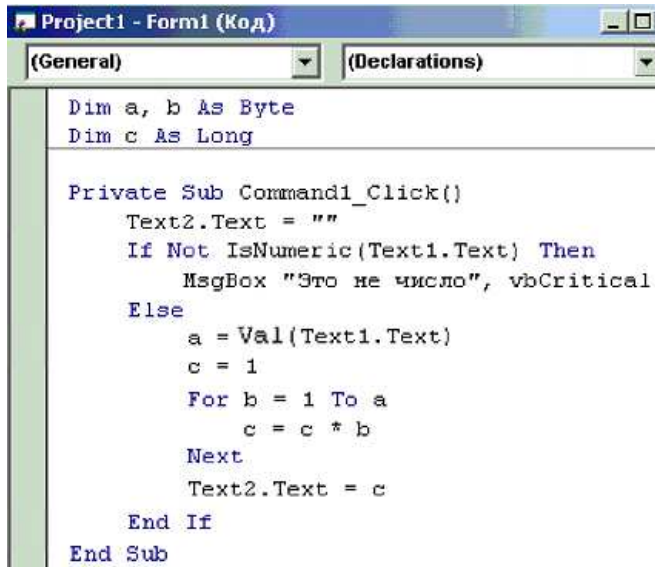 Project1 - Form1 (Код)
(General) (Declarations)
Dim a, b As Byte
Dim c As Long
Private Sub Command1_Click()
Text2.Text = ""
If Not IsNumeric(Text1.Text) Then
MsgBox "Это не число", vbCritical
Else
a = Val(Text1.Text)
c = 1
For b = 1 To a
c = c * b
Next
Text2.Text = c
End If
End Sub